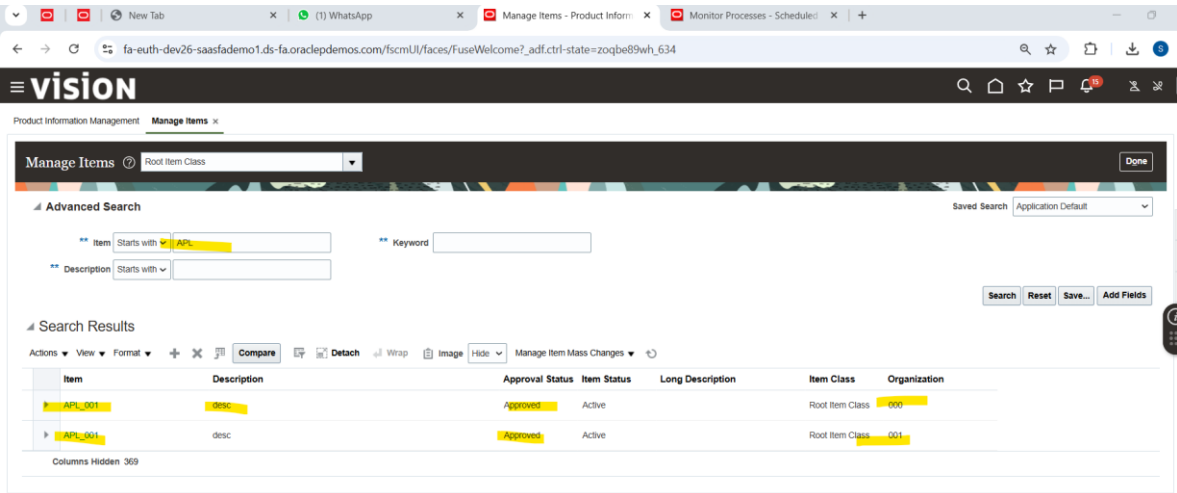 New Tab
(1) WhatsApp
Manage Items - Product Inform
Monitor Processes - Scheduled
fa-euth-dev26-saasfademo1.ds-fa.oraclepdemos.com/fscmUI/faces/FuseWelcome?_adf.ctrl-state=zoqbe89wh_634
S
VISION
15
Product Information Management Manage Items
Manage Items Root Item Class Done
Advanced Search Saved Search Application Default
** Item Starts with APL ** Keyword
** Description Starts with
Search Reset Save... Add Fields
Search Results
Actions View Format Compare Detach Wrap Image Hide Manage Item Mass Changes
Item Description Approval Status Item Status Long Description Item Class Organization
APL_001 desc Approved Active Root Item Class 000
APL_001 desc Approved Active Root Item Class 001
Columns Hidden 369